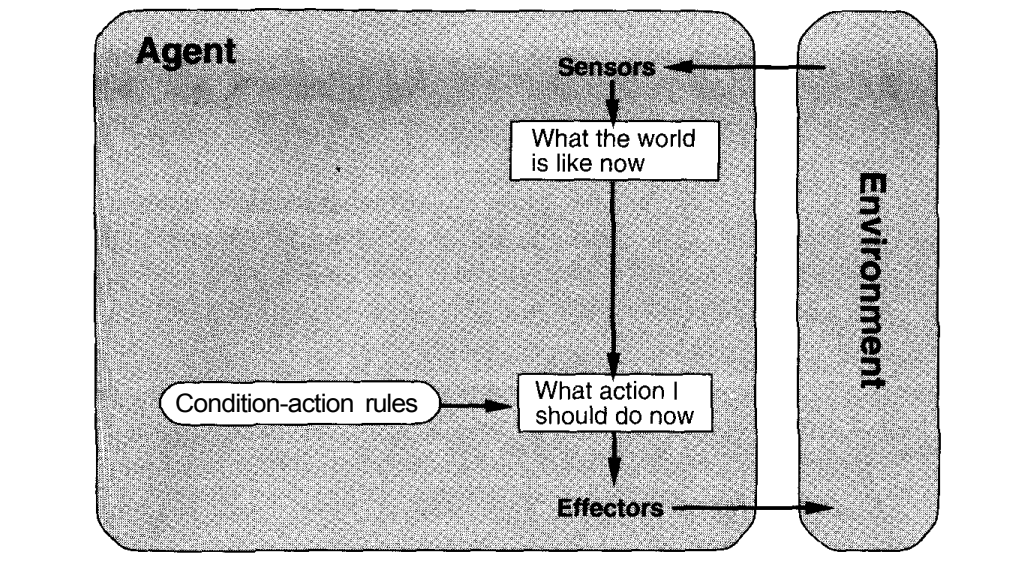 Agent
Sensors
What the world
is like now
Environment
Condition-action rules
What action I
should do now
Effectors